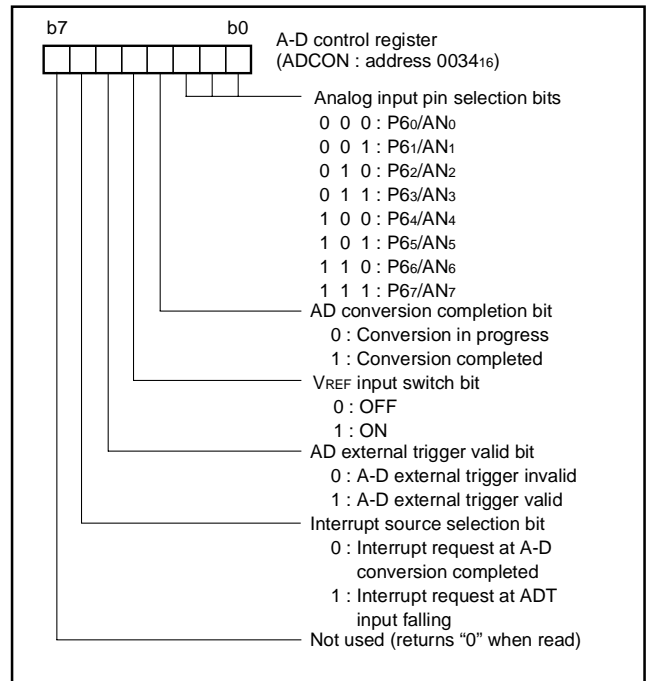 b7 b0
A-D control register
(ADCON : address 0034₁₆)
Analog input pin selection bits
0 0 0 : P6₀/AN₀
0 0 1 : P6₁/AN₁
0 1 0 : P6₂/AN₂
0 1 1 : P6₃/AN₃
1 0 0 : P6₄/AN₄
1 0 1 : P6₅/AN₅
1 1 0 : P6₆/AN₆
1 1 1 : P6₇/AN₇
AD conversion completion bit
0 : Conversion in progress
1 : Conversion completed
VREF input switch bit
0 : OFF
1 : ON
AD external trigger valid bit
0 : A-D external trigger invalid
1 : A-D external trigger valid
Interrupt source selection bit
0 : Interrupt request at A-D
conversion completed
1 : Interrupt request at ADT
input falling
Not used (returns “0” when read)